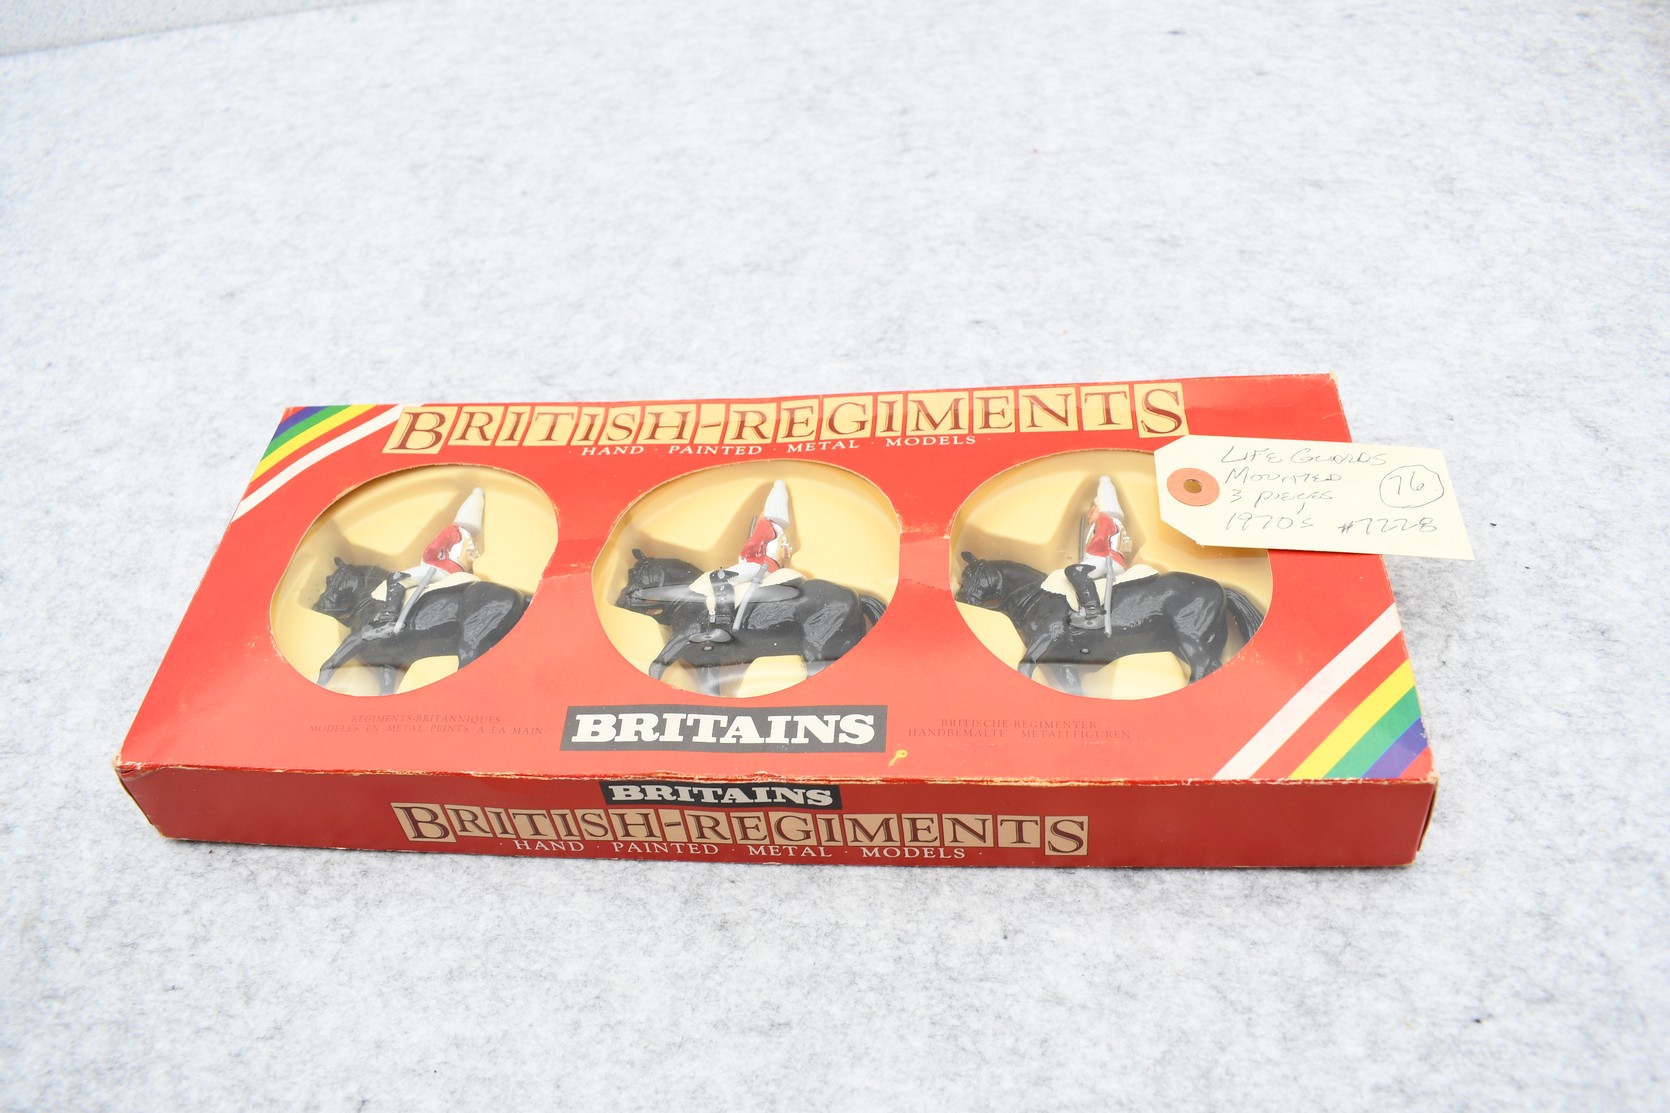 BRITISH-REGIMENTS
HAND · PAINTED · METAL · MODELS
LIFE GUARDS
MOUNTED
3 PIECES,
1970s #7228
76
REGIMENTS-BRITANNIQUES
MODELES EN METAL PEINTS A LA MAIN
BRITAINS
BRITISCHE-REGIMENTER
HANDBEMALTE METALLFIGUREN
BRITAINS
BRITISH-REGIMENTS
· HAND · PAINTED · METAL · MODELS ·